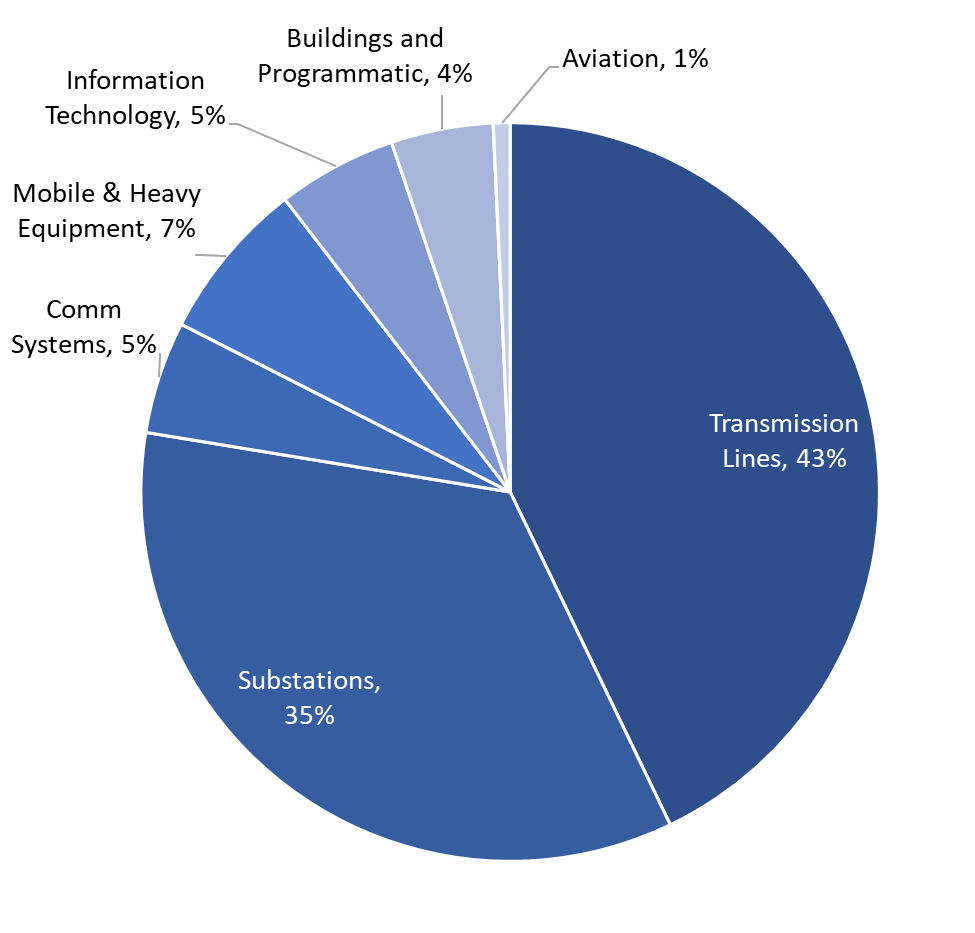 Buildings and
Programmatic, 4%
Aviation, 1%
Information
Technology, 5%
Mobile & Heavy
Equipment, 7%
Comm
Systems, 5%
Transmission
Lines, 43%
Substations,
35%